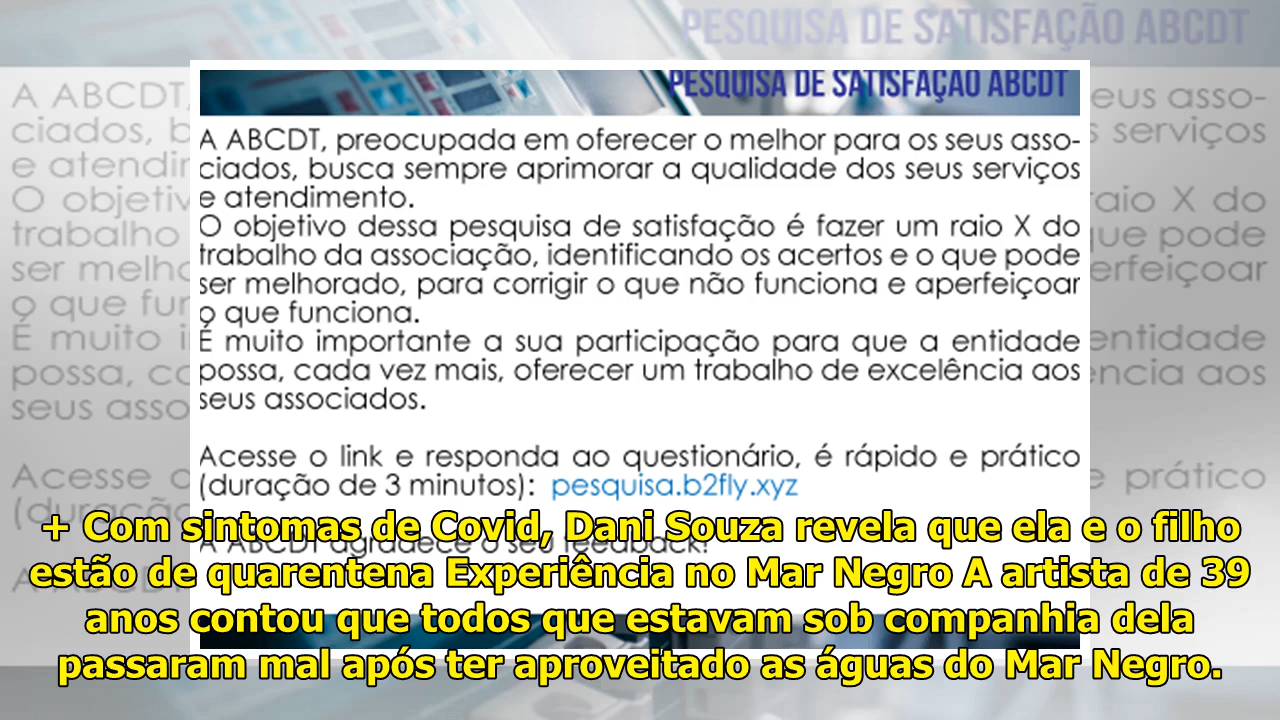 PESQUISA DE SATISFAÇÃO ABCDT
PESQUISA DE SATISFAÇÃO ABCDT
A ABCDT, preocupada em oferecer o melhor para os seus asso-
ciados, busca sempre aprimorar a qualidade dos seus serviços
e atendimento.
O objetivo dessa pesquisa de satisfação é fazer um raio X do
trabalho da associação, identificando os acertos e o que pode
ser melhorado, para corrigir o que não funciona e aperfeiçoar
o que funciona.
É muito importante a sua participação para que a entidade
possa, cada vez mais, oferecer um trabalho de excelência aos
seus associados.
Acesse o link e responda ao questionário, é rápido e prático
(duração de 3 minutos): pesquisa.b2fly.xyz
A ABCDT agradece o seu feedback!
+ Com sintomas de Covid, Dani Souza revela que ela e o filho
estão de quarentena Experiência no Mar Negro A artista de 39
anos contou que todos que estavam sob companhia dela
passaram mal após ter aproveitado as águas do Mar Negro.